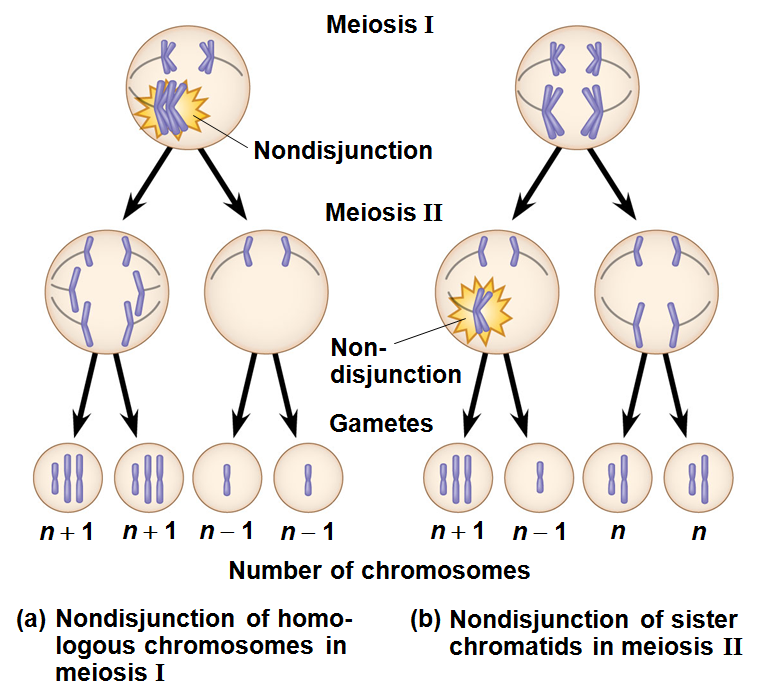 Meiosis I
Nondisjunction
Meiosis II
Non-
disjunction
Gametes
n + 1 n + 1 n − 1 n − 1 n + 1 n − 1 n n
Number of chromosomes
(a) Nondisjunction of homo-
logous chromosomes in
meiosis I
(b) Nondisjunction of sister
chromatids in meiosis II